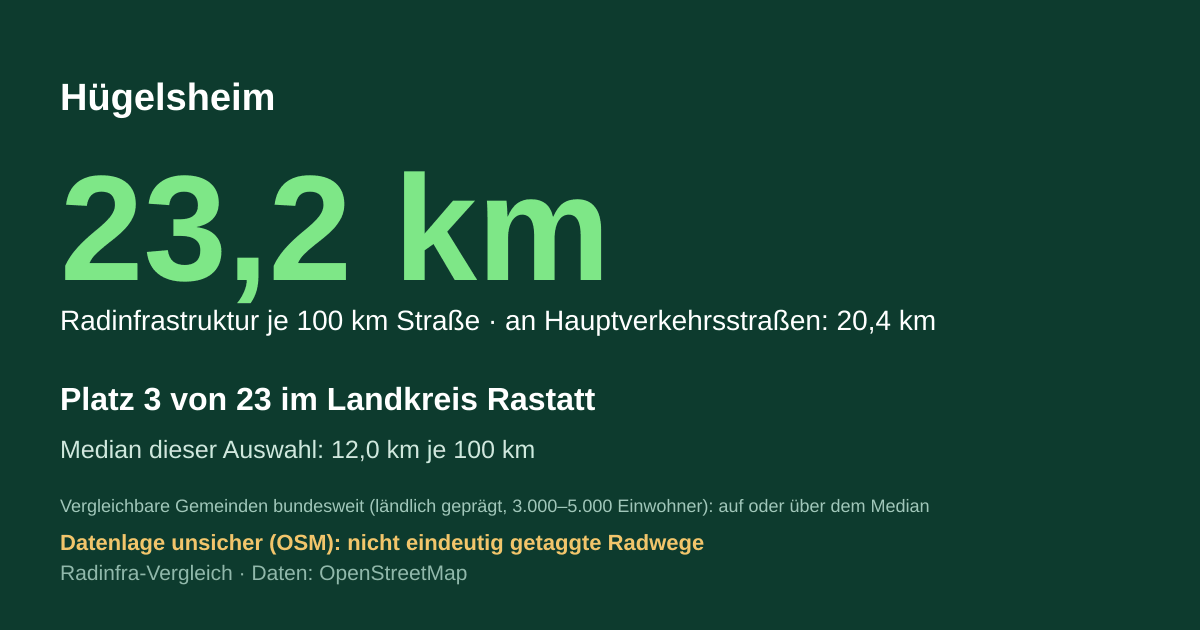 Hügelsheim
23,2 km
Radinfrastruktur je 100 km Straße · an Hauptverkehrsstraßen: 20,4 km
Platz 3 von 23 im Landkreis Rastatt
Median dieser Auswahl: 12,0 km je 100 km
Vergleichbare Gemeinden bundesweit (ländlich geprägt, 3.000–5.000 Einwohner): auf oder über dem Median
Datenlage unsicher (OSM): nicht eindeutig getaggte Radwege
Radinfra-Vergleich · Daten: OpenStreetMap